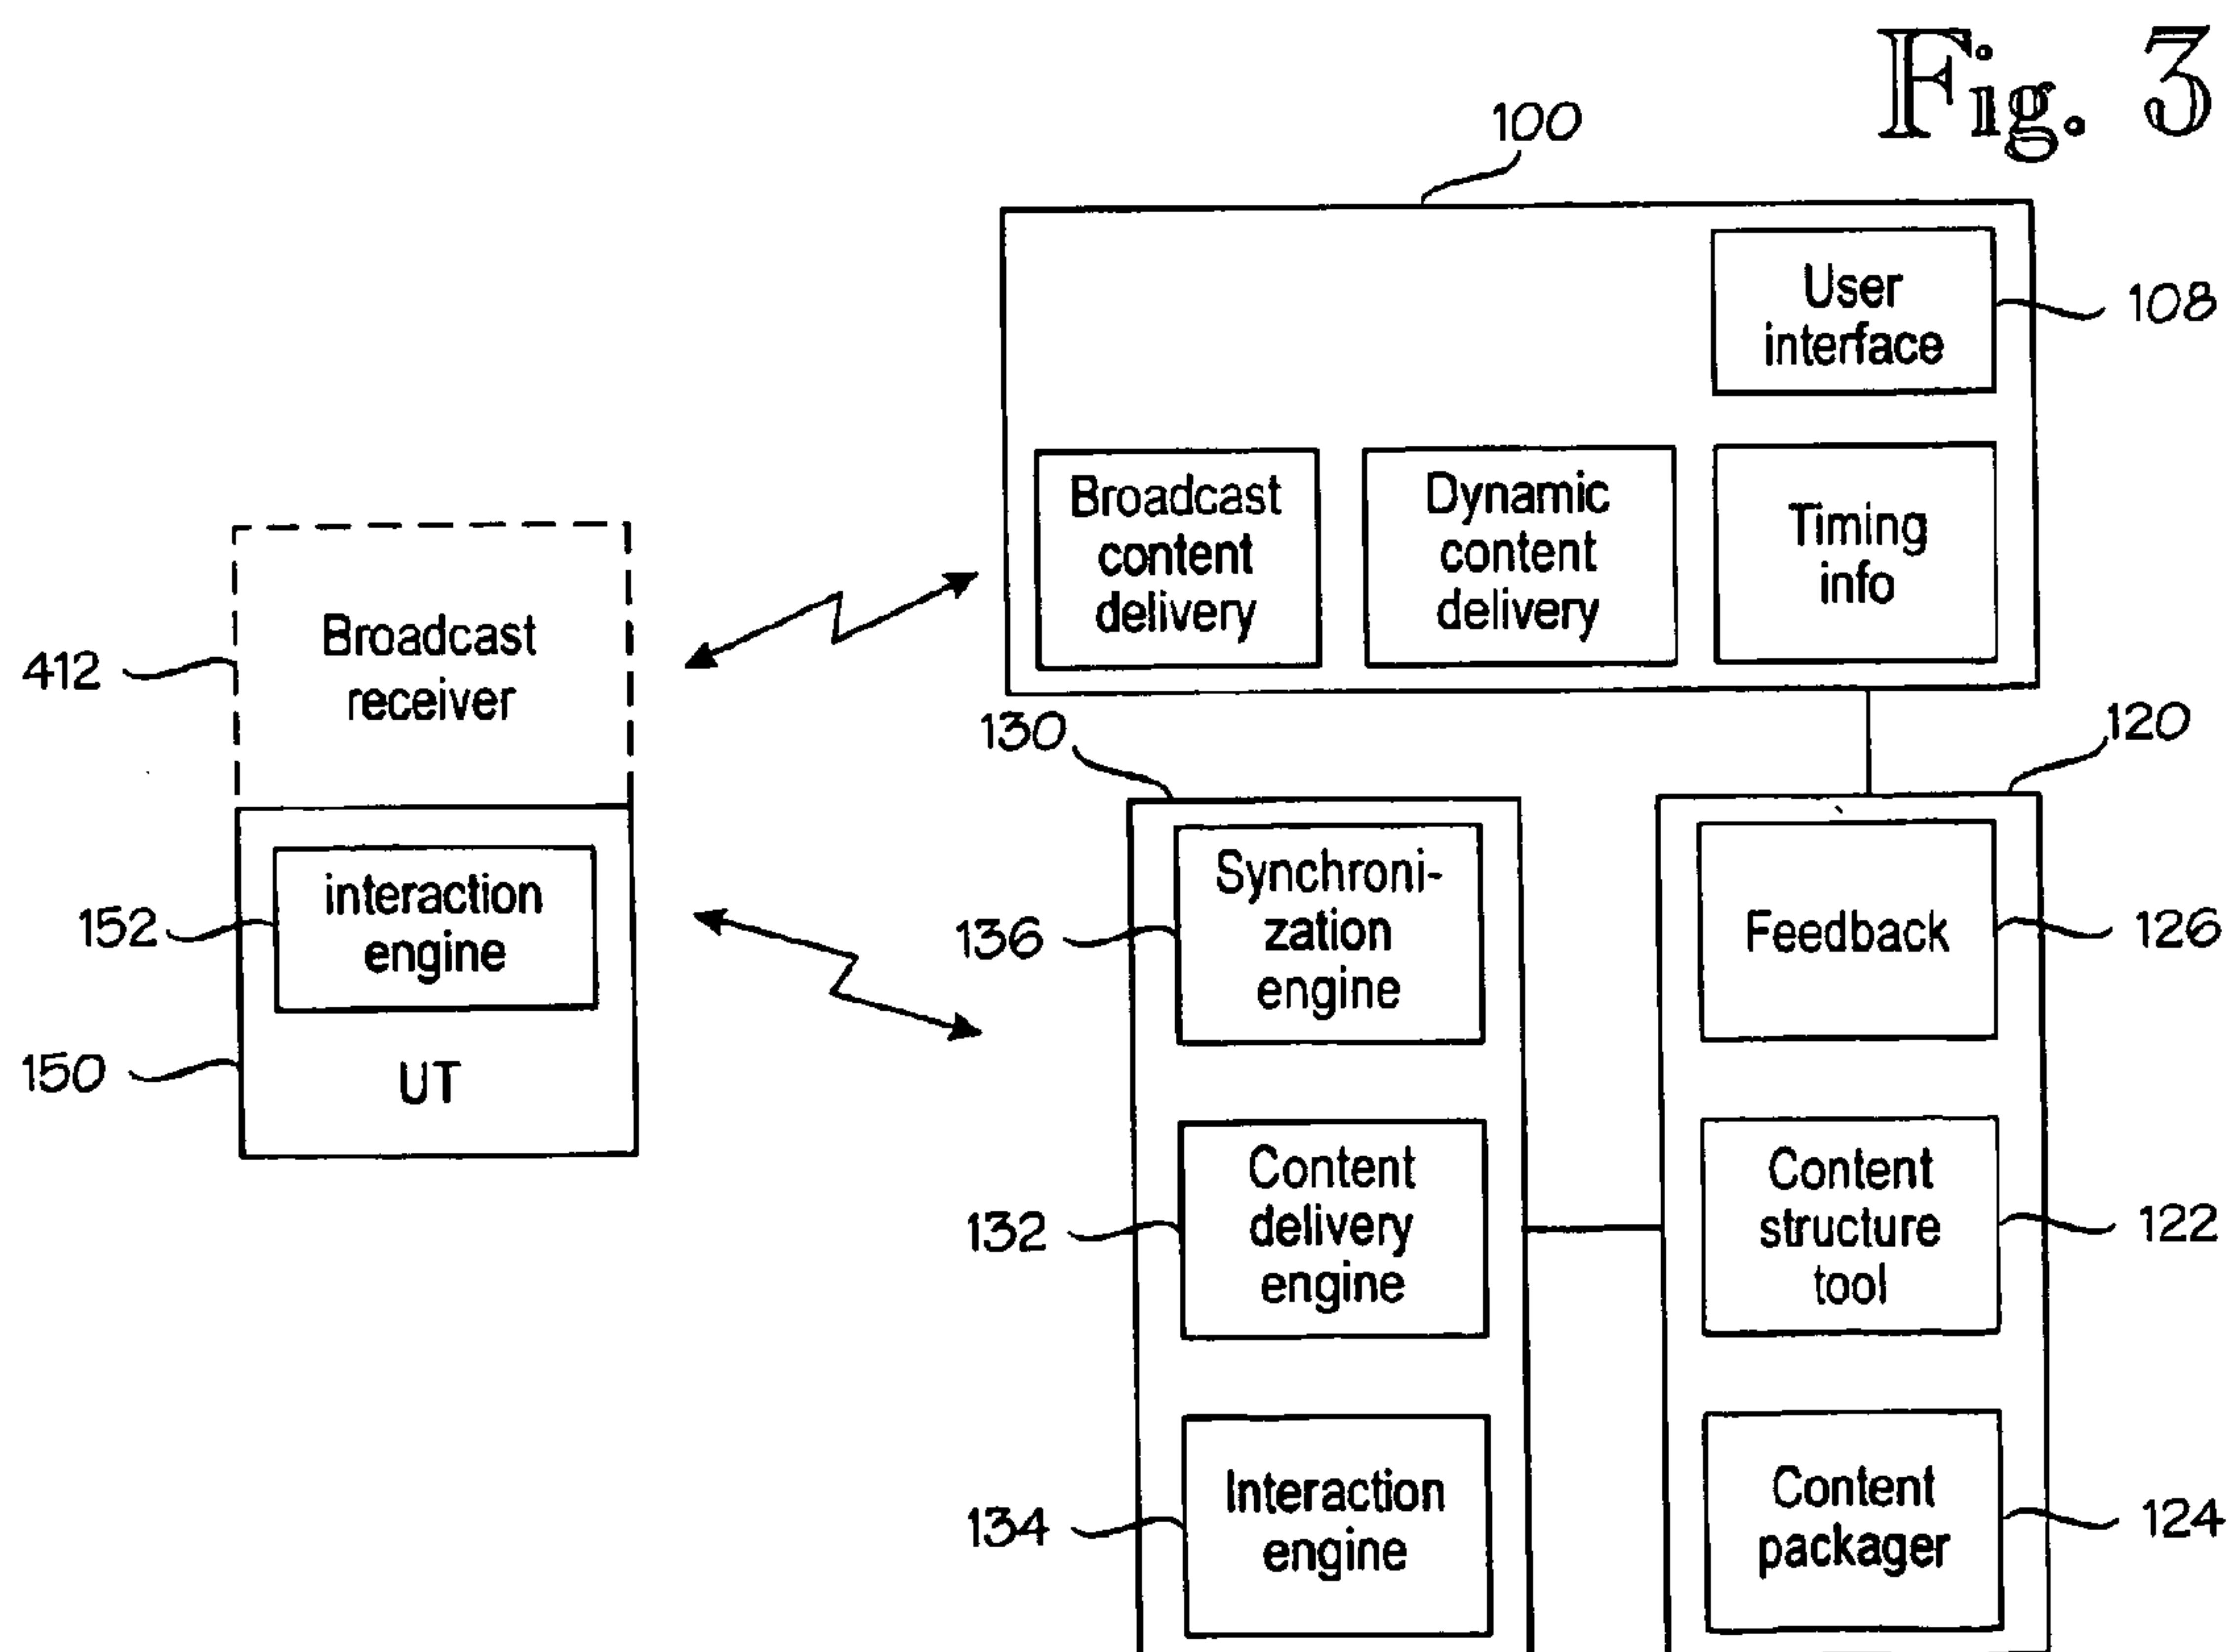 Fig. 3
100
User
interface
108
Broadcast
content
delivery
Dynamic
content
delivery
Timing
info
412
Broadcast
receiver
130
120
152
interaction
engine
150
UT
136
Synchroni-
zation
engine
Feedback
126
132
Content
delivery
engine
Content
structure
tool
122
134
Interaction
engine
Content
packager
124